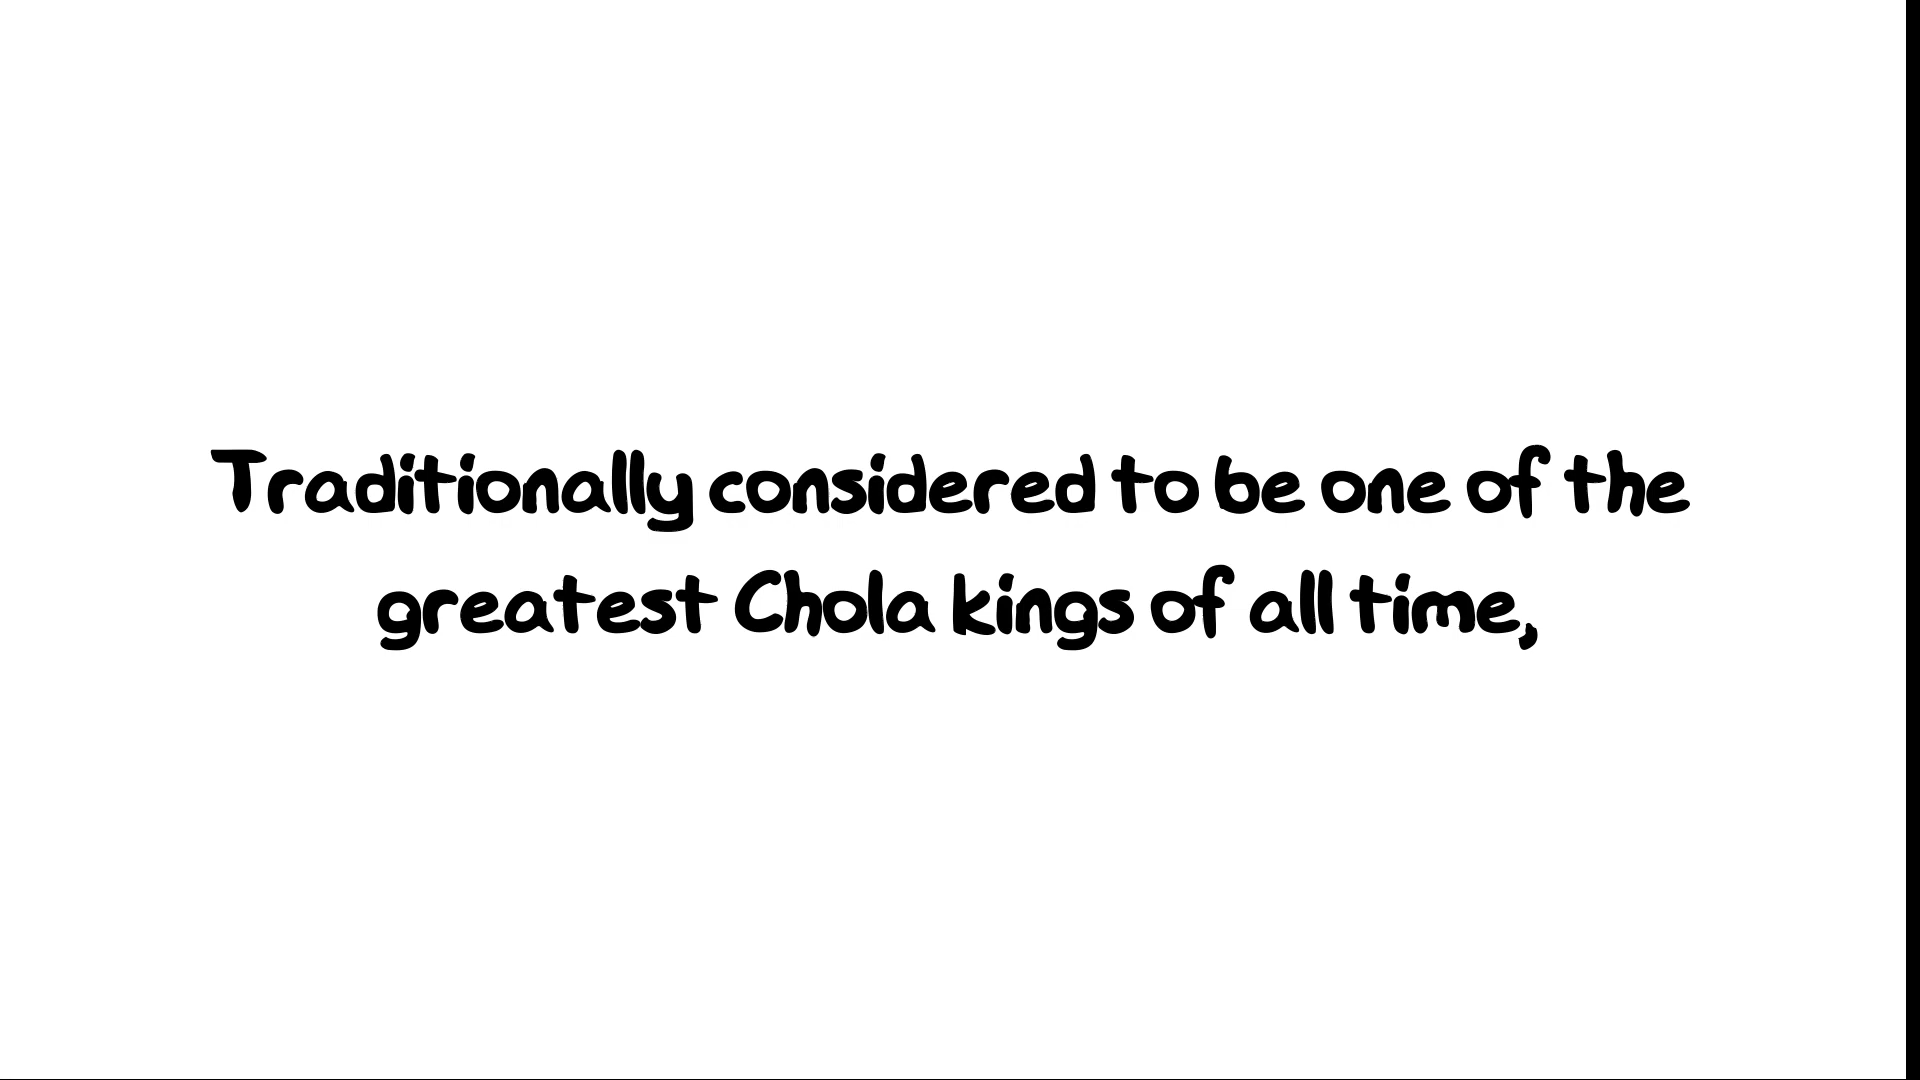 Traditionally considered to be one of the
greatest Chola kings of all time,